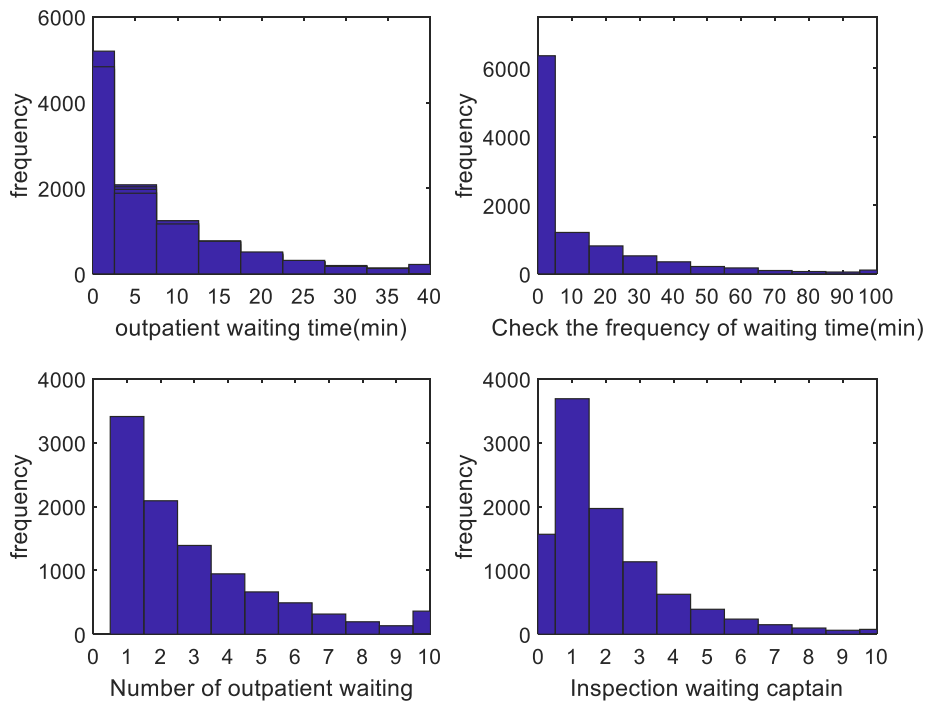 6000
4000
2000
0
frequency
0 5 10 15 20 25 30 35 40
outpatient waiting time(min)
6000
4000
2000
0
frequency
0 10 20 30 40 50 60 70 80 90 100
Check the frequency of waiting time(min)
4000
3000
2000
1000
0
frequency
0 1 2 3 4 5 6 7 8 9 10
Number of outpatient waiting
4000
3000
2000
1000
0
frequency
0 1 2 3 4 5 6 7 8 9 10
Inspection waiting captain